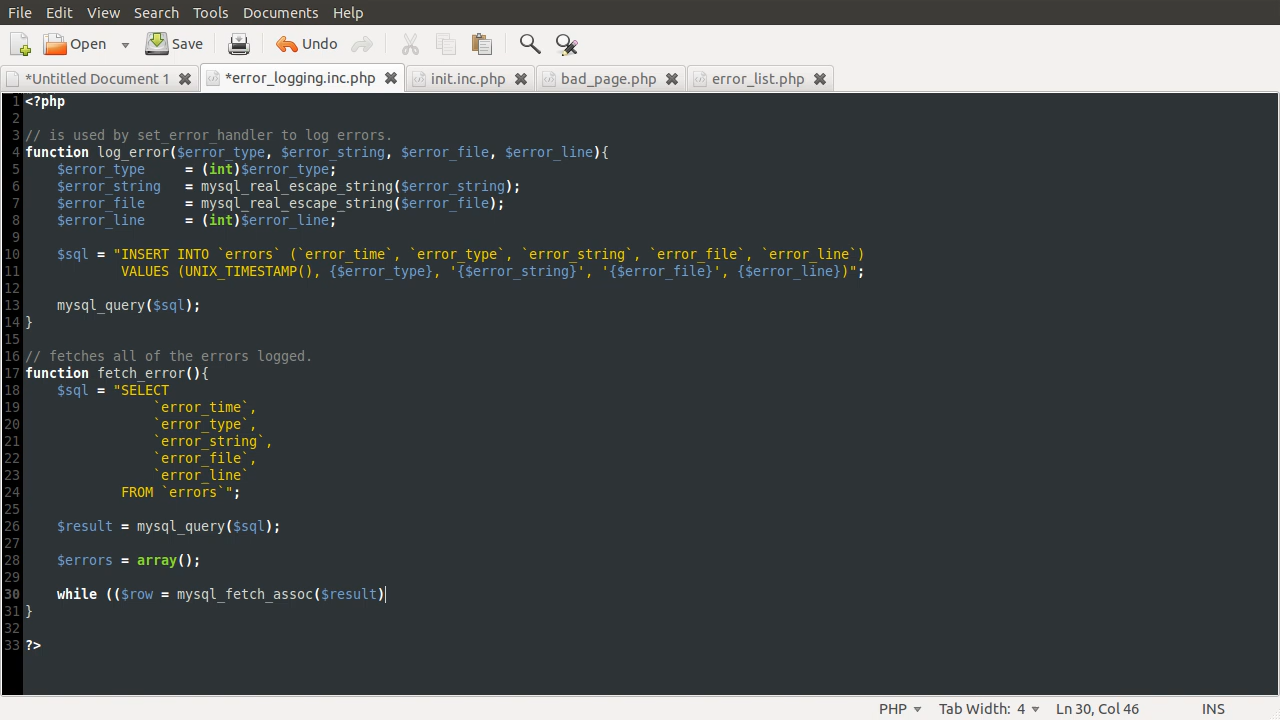 File Edit View Search Tools Documents Help
Open Save Undo
*Untitled Document 1 *error_logging.inc.php init.inc.php bad_page.php error_list.php
1 <?php
2
3 // is used by set_error_handler to log errors.
4 function log_error($error_type, $error_string, $error_file, $error_line){
5     $error_type     = (int)$error_type;
6     $error_string   = mysql_real_escape_string($error_string);
7     $error_file     = mysql_real_escape_string($error_file);
8     $error_line     = (int)$error_line;
9
10     $sql = "INSERT INTO `errors` (`error_time`, `error_type`, `error_string`, `error_file`, `error_line`)
11             VALUES (UNIX_TIMESTAMP(), {$error_type}, '{$error_string}', '{$error_file}', {$error_line})";
12
13     mysql_query($sql);
14 }
15
16 // fetches all of the errors logged.
17 function fetch_error(){
18     $sql = "SELECT
19                 `error_time`,
20                 `error_type`,
21                 `error_string`,
22                 `error_file`,
23                 `error_line`
24             FROM `errors`";
25
26     $result = mysql_query($sql);
27
28     $errors = array();
29
30     while (($row = mysql_fetch_assoc($result)
31 }
32
33 ?>
PHP Tab Width: 4 Ln 30, Col 46 INS